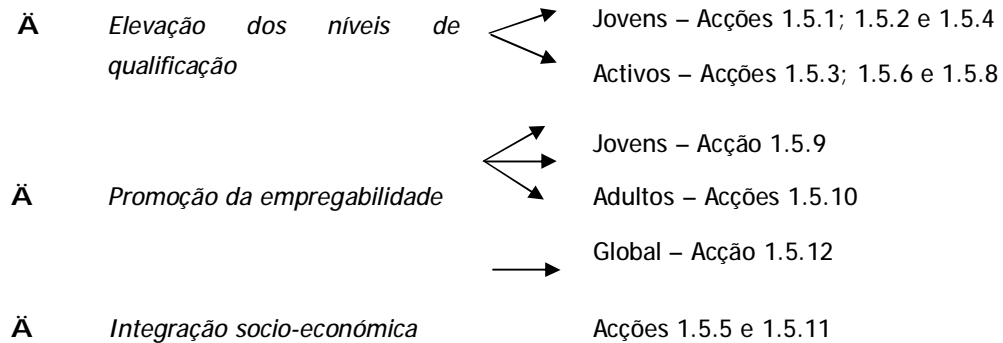 Ä Elevação dos níveis de qualificação
Jovens – Acções 1.5.1; 1.5.2 e 1.5.4
Activos – Acções 1.5.3; 1.5.6 e 1.5.8
Ä Promoção da empregabilidade
Jovens – Acção 1.5.9
Adultos – Acções 1.5.10
Global – Acção 1.5.12
Ä Integração socio-económica
Acções 1.5.5 e 1.5.11